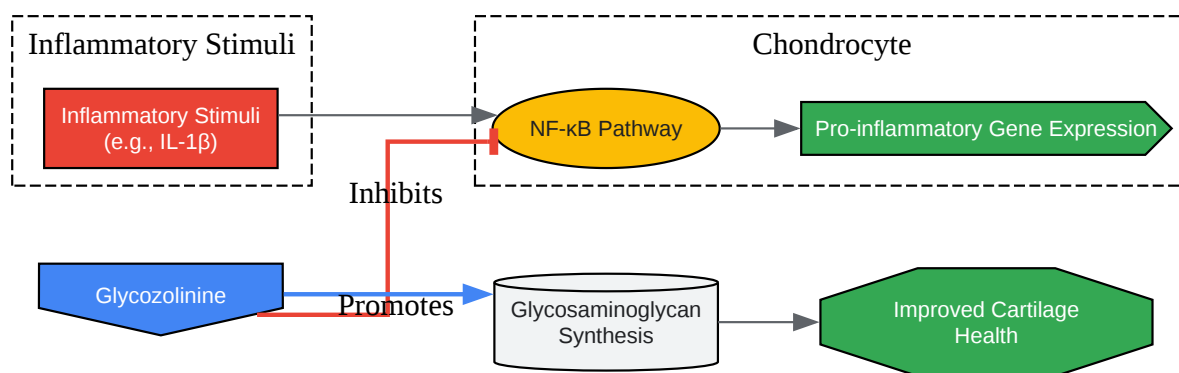 Inflammatory Stimuli
Chondrocyte
Inflammatory Stimuli
(e.g., IL-1β)
NF-κB Pathway
Pro-inflammatory Gene Expression
Inhibits
Glycozolinine
Promotes
Glycosaminoglycan
Synthesis
Improved Cartilage
Health